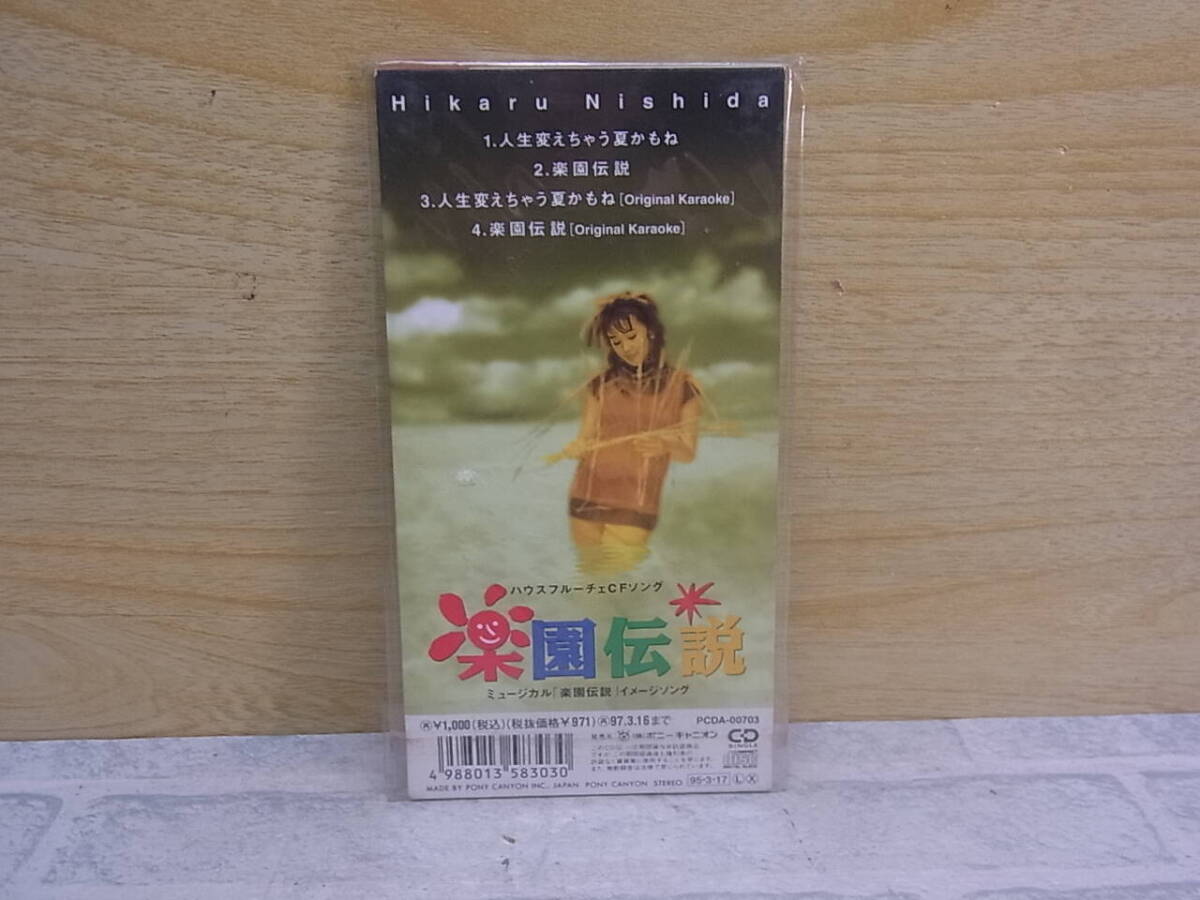 Hikaru Nishida
1.人生変えちゃう夏かもね
2.楽園伝説
3.人生変えちゃう夏かもね[Original Karaoke]
4.楽園伝説[Original Karaoke]
ハウスフルーチェCFソング
楽園伝説
ミュージカル「楽園伝説」イメージソング
¥1,000(税込)(税抜価格¥971) 97.3.16まで PCDA-00703
発売元 (株)ポニーキャニオン
SINGLE
4 988013 583030
MADE BY PONY CANYON INC., JAPAN PONY CANYON STEREO 95・3・17 L X